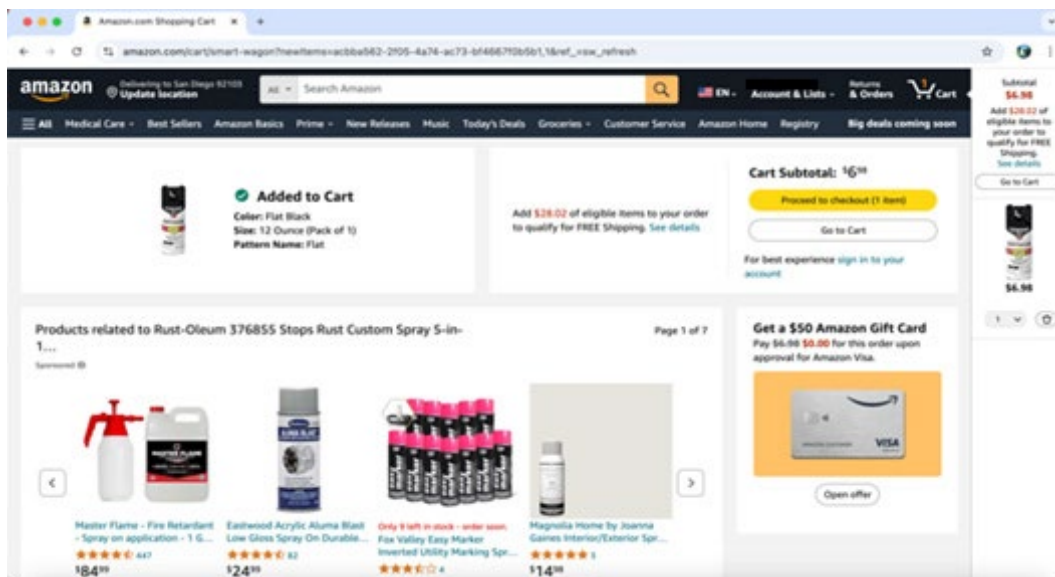 Amazon.com Shopping Cart
amazon.com/cart/smart-wagon?newItems=acbba562-2f05-4a74-ac73-bf4667f0b5b1,1&ref_=sw_refresh
amazon
Delivering to San Diego 92103
Update location
All
Search Amazon
EN
Account & Lists
Returns
& Orders
1
Cart
All Medical Care Best Sellers Amazon Basics Prime New Releases Music Today's Deals Groceries Customer Service Amazon Home Registry Big deals coming soon
Added to Cart
Color: Flat Black
Size: 12 Ounce (Pack of 1)
Pattern Name: Flat
Add $28.02 of eligible items to your order
to qualify for FREE Shipping. See details
Cart Subtotal: $6.98
Proceed to checkout (1 item)
Go to Cart
For best experience sign in to your
account
Subtotal
$6.98
Add $28.02 of
eligible items to
your order to
qualify for FREE
Shipping.
See details
Go to Cart
$6.98
1
Products related to Rust-Oleum 376855 Stops Rust Custom Spray 5-in-
1...
Page 1 of 7
Sponsored
MASTER FLAME
Master Flame - Fire Retardant
- Spray on application - 1 G...
447
$84.99
Eastwood Acrylic Aluma Blast
Low Gloss Spray On Durable...
82
$24.99
Only 9 left in stock - order soon.
Fox Valley Easy Marker
Inverted Utility Marking Spr...
4
Magnolia Home by Joanna
Gaines Interior/Exterior Spr...
3
$14.98
Get a $50 Amazon Gift Card
Pay $6.98 $0.00 for this order upon
approval for Amazon Visa.
VISA
Open offer